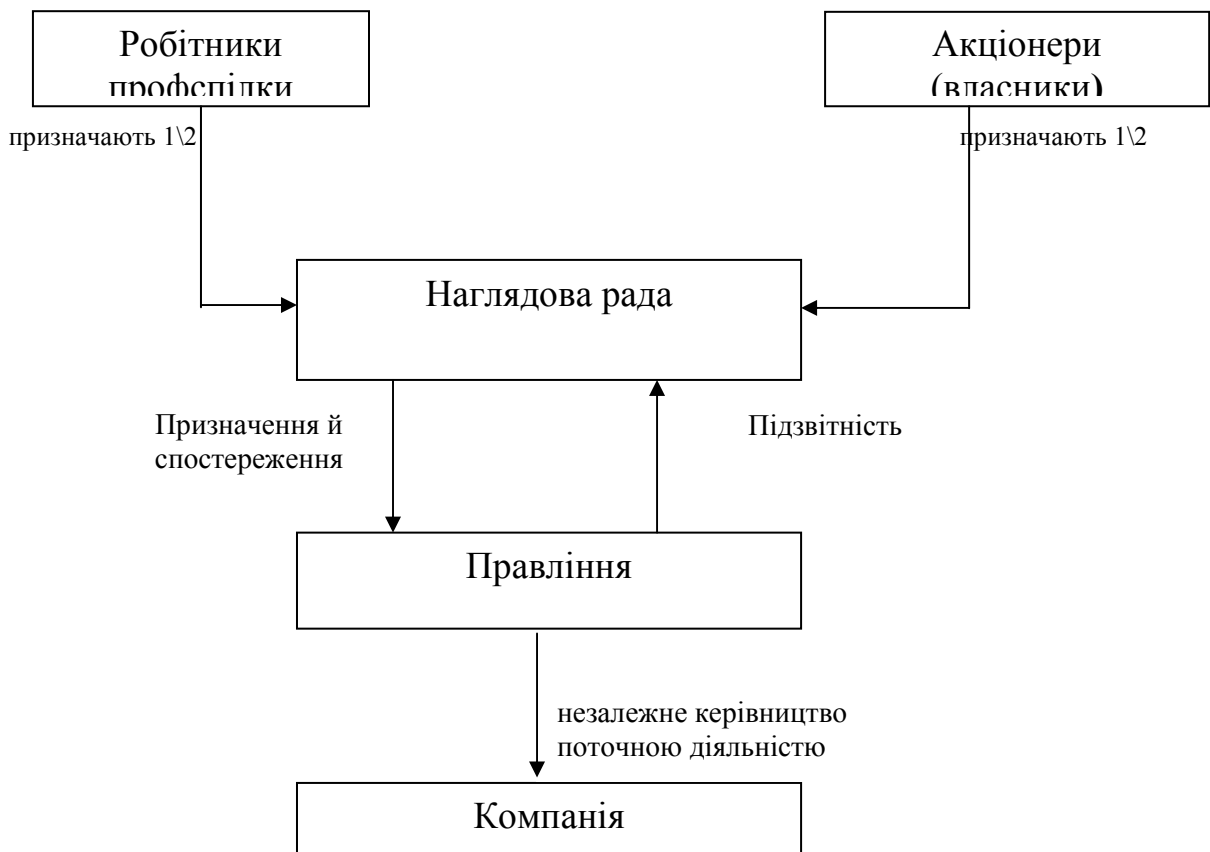 Робітники
профспілки
Акціонери
(власники)
призначають 1\2
призначають 1\2
Наглядова рада
Призначення й
спостереження
Підзвітність
Правління
незалежне керівництво
поточною діяльністю
Компанія